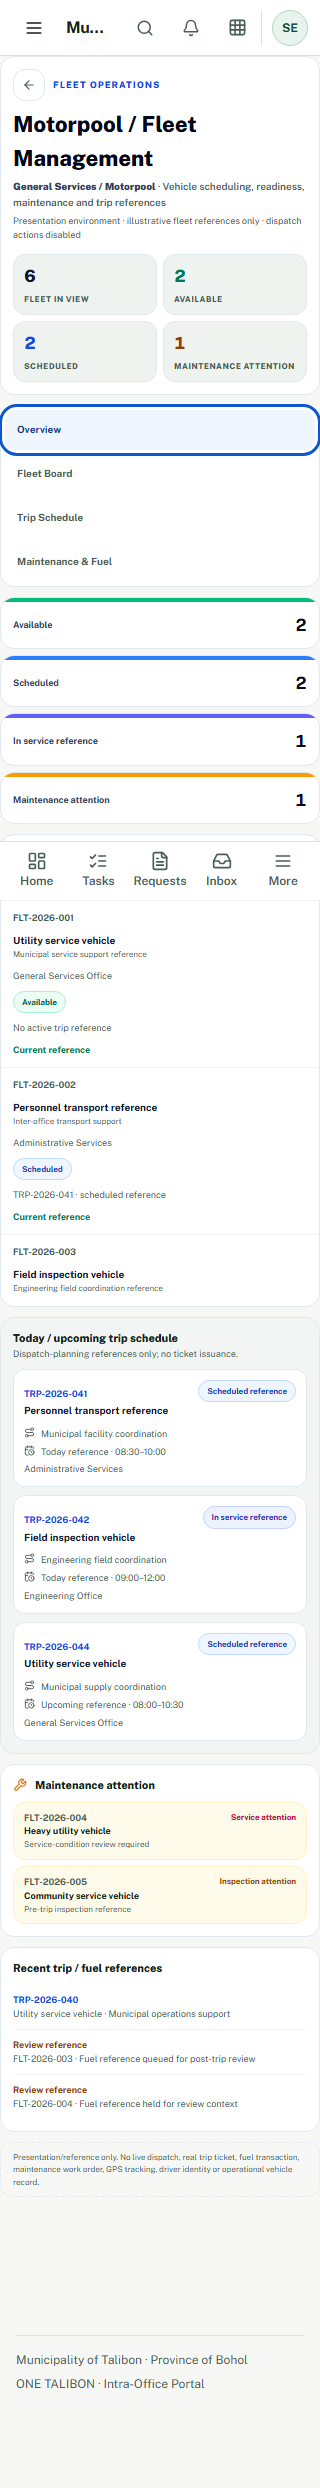 Mu...
SE
FLEET OPERATIONS
Motorpool / Fleet
Management
General Services / Motorpool · Vehicle scheduling, readiness,
maintenance and trip references
Presentation environment · illustrative fleet references only · dispatch
actions disabled
6
FLEET IN VIEW
2
AVAILABLE
2
SCHEDULED
1
MAINTENANCE ATTENTION
Overview
Fleet Board
Trip Schedule
Maintenance & Fuel
Available 2
Scheduled 2
In service reference 1
Maintenance attention 1
Home Tasks Requests Inbox More
FLT-2026-001
Utility service vehicle
Municipal service support reference
General Services Office
Available
No active trip reference
Current reference
FLT-2026-002
Personnel transport reference
Inter-office transport support
Administrative Services
Scheduled
TRP-2026-041 · scheduled reference
Current reference
FLT-2026-003
Field inspection vehicle
Engineering field coordination reference
Today / upcoming trip schedule
Dispatch-planning references only; no ticket issuance.
TRP-2026-041 Scheduled reference
Personnel transport reference
Municipal facility coordination
Today reference · 08:30–10:00
Administrative Services
TRP-2026-042 In service reference
Field inspection vehicle
Engineering field coordination
Today reference · 09:00–12:00
Engineering Office
TRP-2026-044 Scheduled reference
Utility service vehicle
Municipal supply coordination
Upcoming reference · 08:00–10:30
General Services Office
Maintenance attention
FLT-2026-004 Service attention
Heavy utility vehicle
Service-condition review required
FLT-2026-005 Inspection attention
Community service vehicle
Pre-trip inspection reference
Recent trip / fuel references
TRP-2026-040
Utility service vehicle · Municipal operations support
Review reference
FLT-2026-003 · Fuel reference queued for post-trip review
Review reference
FLT-2026-004 · Fuel reference held for review context
Presentation/reference only. No live dispatch, real trip ticket, fuel transaction,
maintenance work order, GPS tracking, driver identity or operational vehicle
record.
Municipality of Talibon · Province of Bohol
ONE TALIBON · Intra-Office Portal